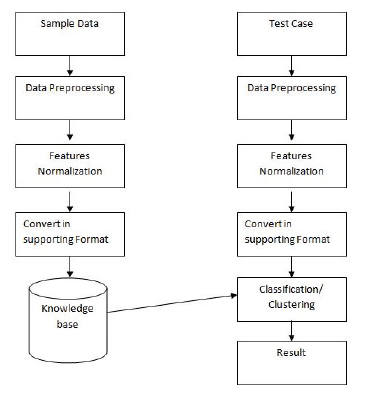 Sample Data
Data Preprocessing
Features
Normalization
Convert in
supporting Format
Knowledge
base
Test Case
Data Preprocessing
Features
Normalization
Convert in
supporting Format
Classification/
Clustering
Result